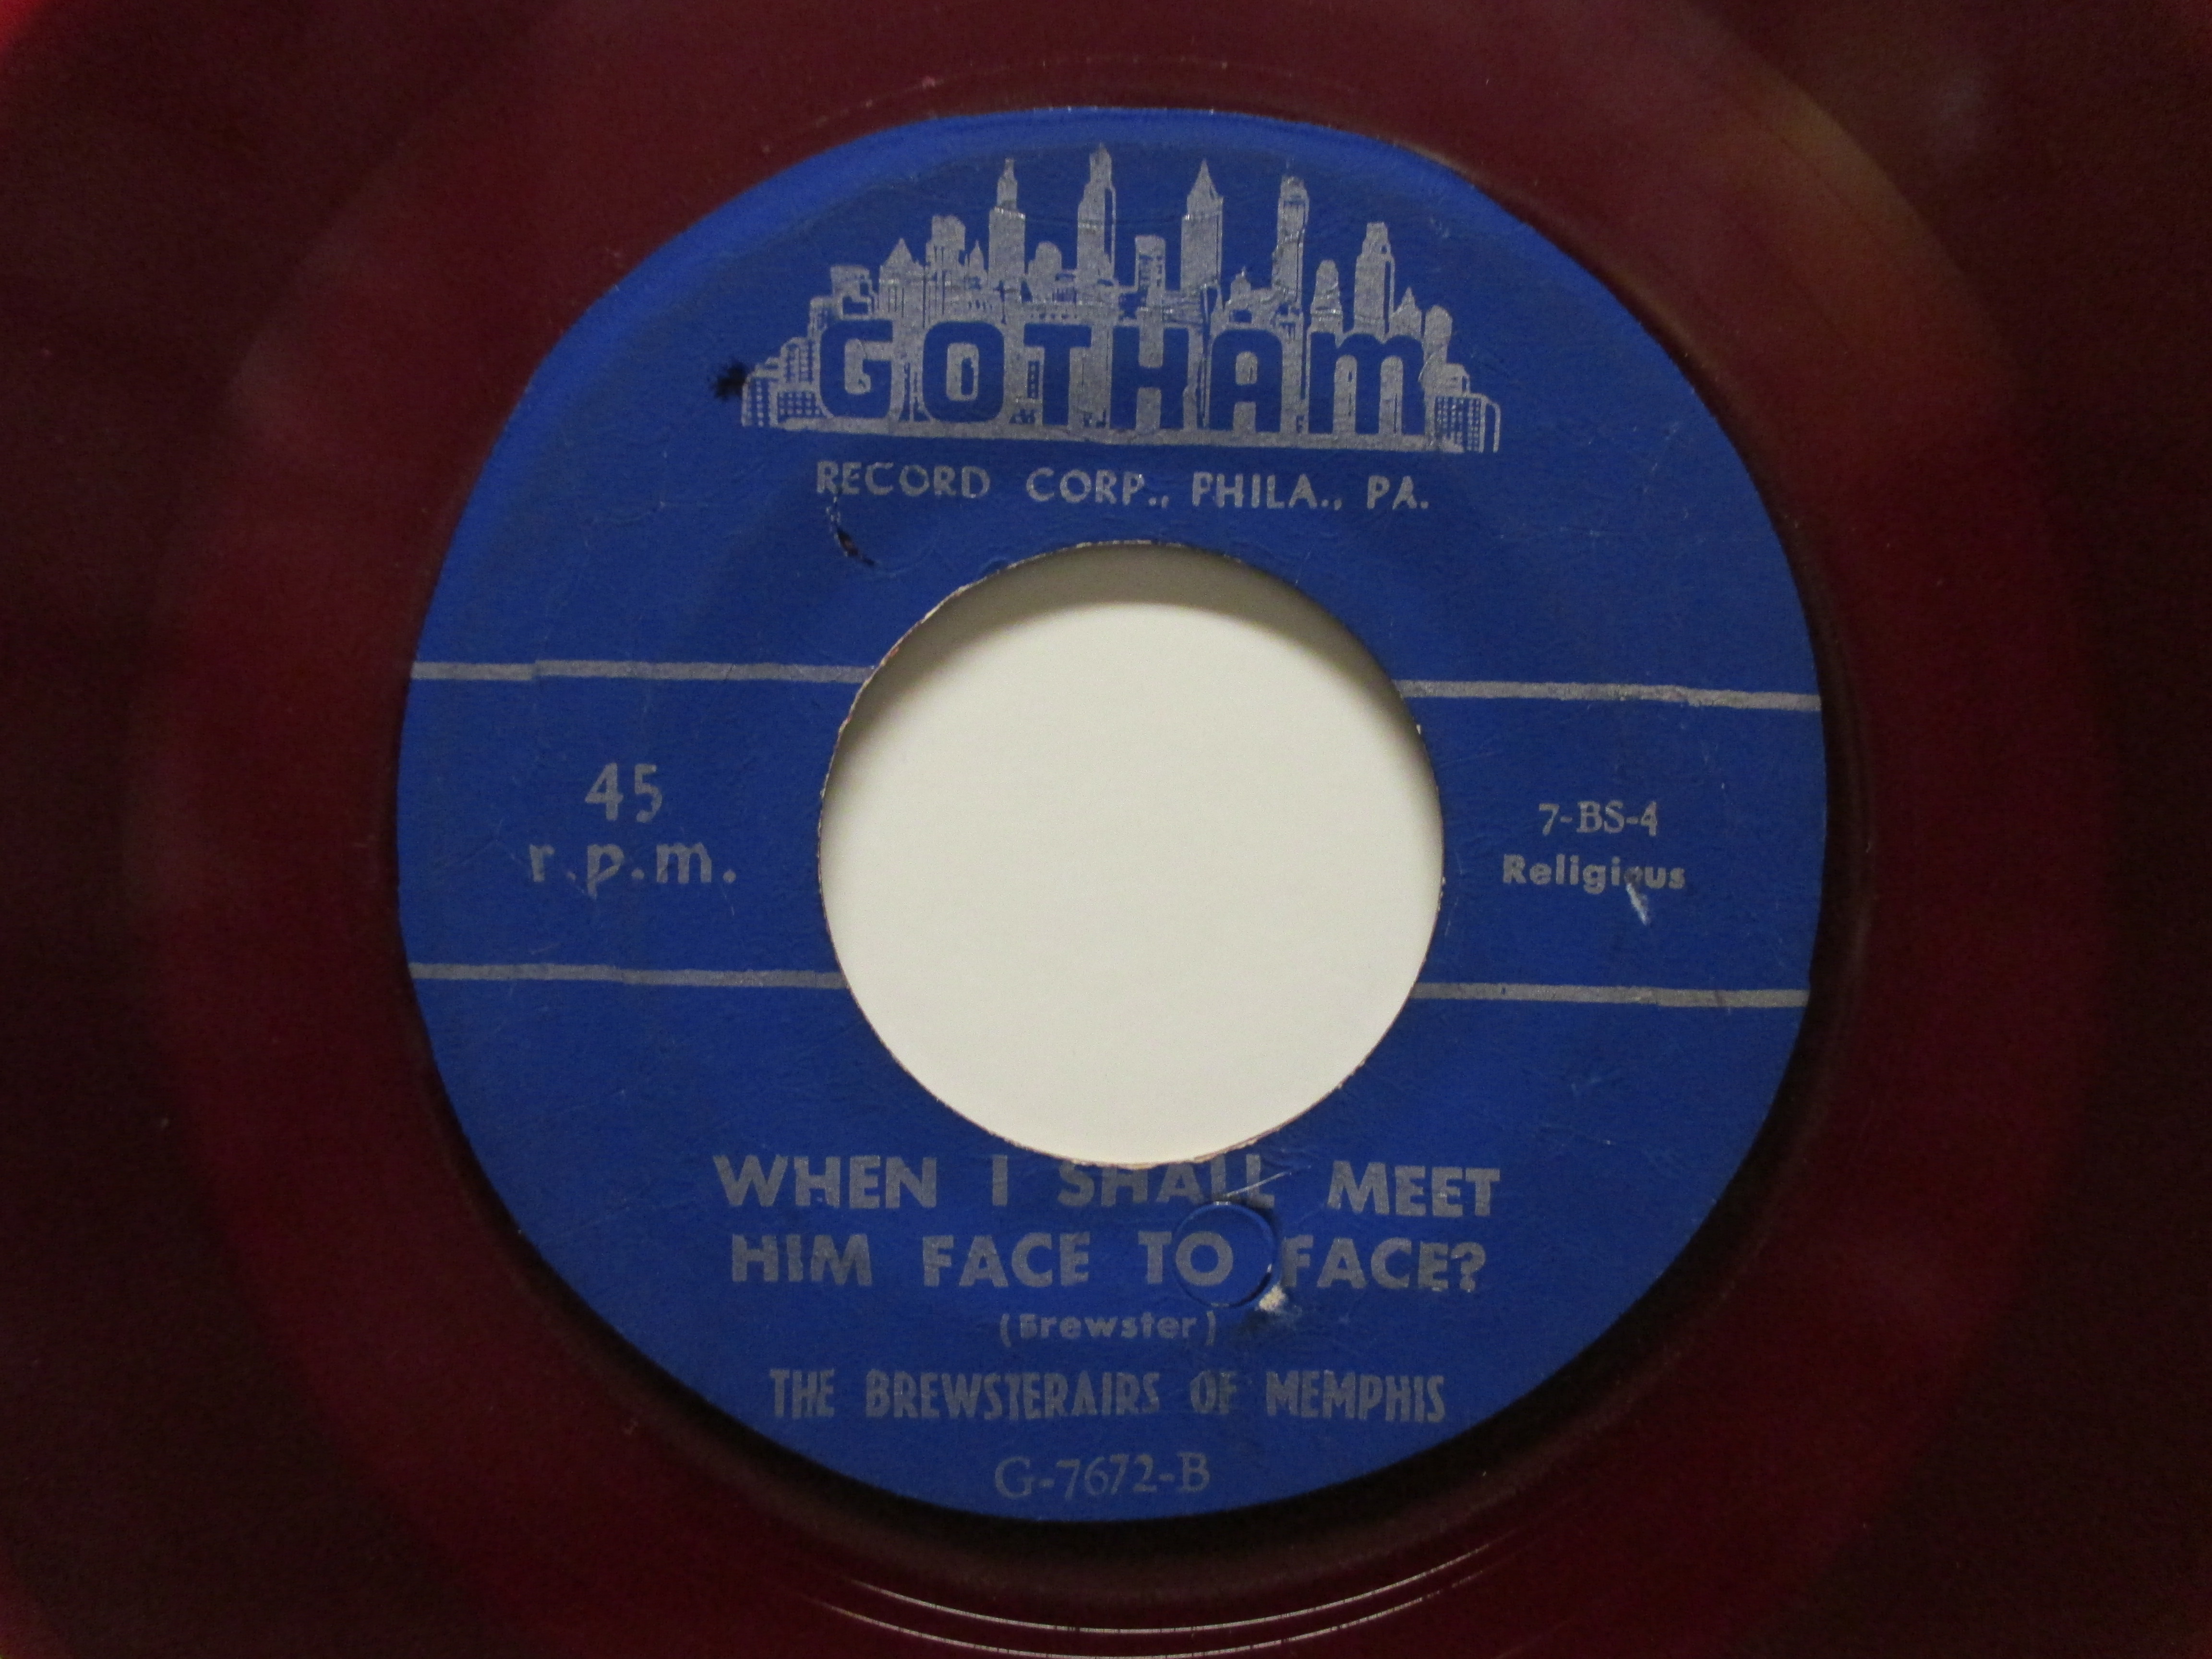 GOTHAM
RECORD CORP., PHILA., PA.
45
r.p.m.
7-BS-4
Religious
WHEN I SHALL MEET
HIM FACE TO FACE?
(Brewster)
THE BREWSTERAIRS OF MEMPHIS
G-7672-B